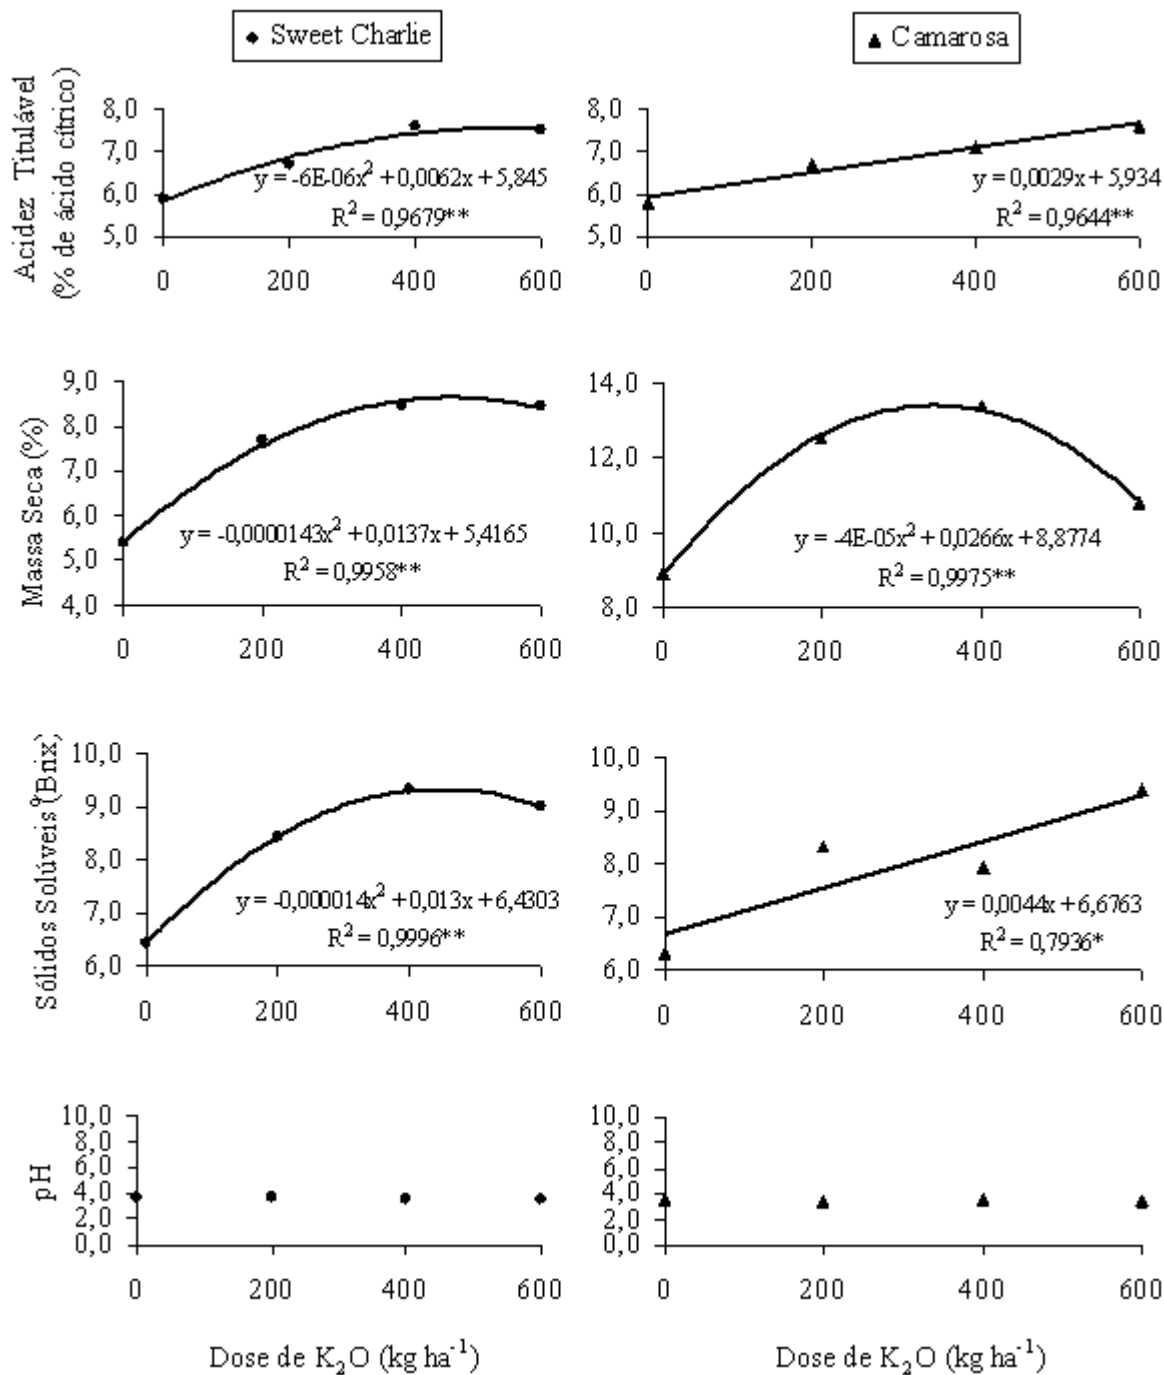 Sweet Charlie
Camarosa
Acidez Titulável
(% de ácido cítrico)
8,0
7,0
6,0
5,0
y = -6E-06x² + 0,0062x + 5,845
R² = 0,9679**
0 200 400 600
8,0
7,0
6,0
5,0
y = 0,0029x + 5,934
R² = 0,9644**
0 200 400 600
Massa Seca (%)
9,0
8,0
7,0
6,0
5,0
4,0
y = -0,0000143x² + 0,0137x + 5,4165
R² = 0,9958**
0 200 400 600
14,0
12,0
10,0
8,0
y = -4E-05x² + 0,0266x + 8,8774
R² = 0,9975**
0 200 400 600
Sólidos Solúveis (ºBrix)
10,0
9,0
8,0
7,0
6,0
y = -0,000014x² + 0,013x + 6,4303
R² = 0,9996**
0 200 400 600
10,0
9,0
8,0
7,0
6,0
y = 0,0044x + 6,6763
R² = 0,7936*
0 200 400 600
pH
10,0
8,0
6,0
4,0
2,0
0,0
0 200 400 600
10,0
8,0
6,0
4,0
2,0
0,0
0 200 400 600
Dose de K₂O (kg ha⁻¹)
Dose de K₂O (kg ha⁻¹)